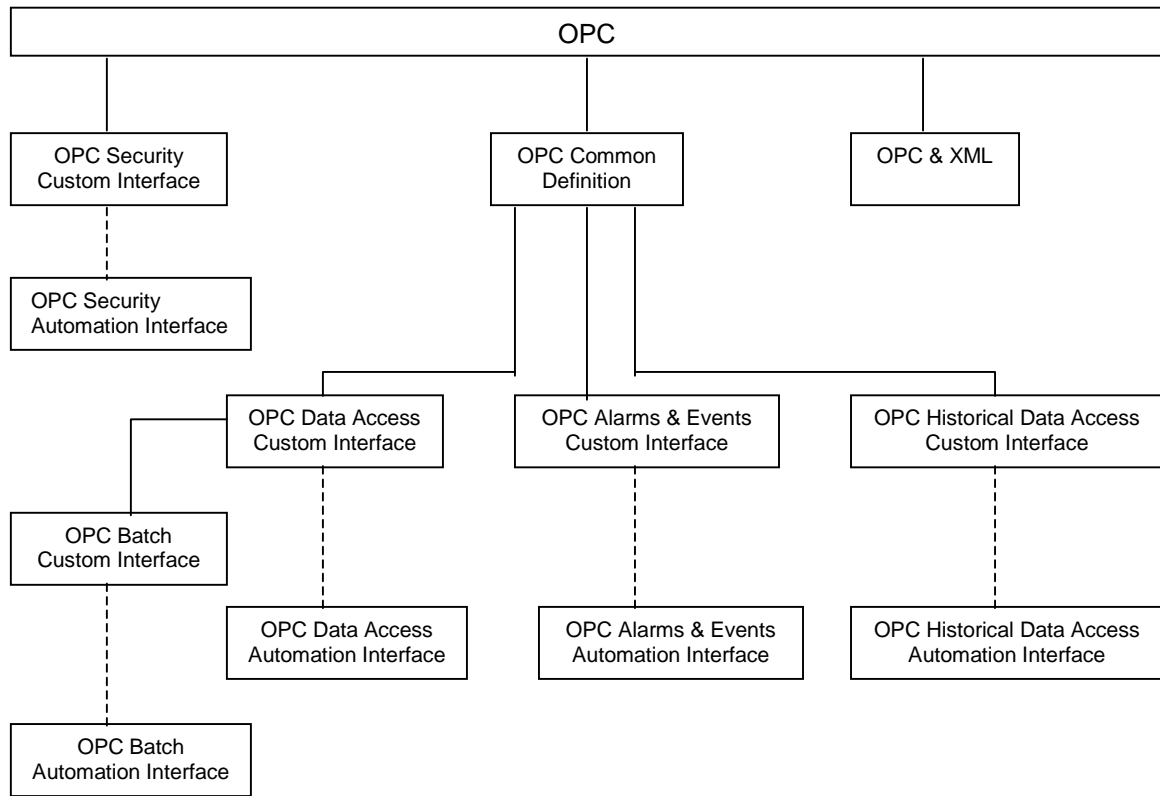 OPC
OPC Security
Custom Interface
OPC Common
Definition
OPC & XML
OPC Security
Automation Interface
OPC Data Access
Custom Interface
OPC Alarms & Events
Custom Interface
OPC Historical Data Access
Custom Interface
OPC Batch
Custom Interface
OPC Data Access
Automation Interface
OPC Alarms & Events
Automation Interface
OPC Historical Data Access
Automation Interface
OPC Batch
Automation Interface